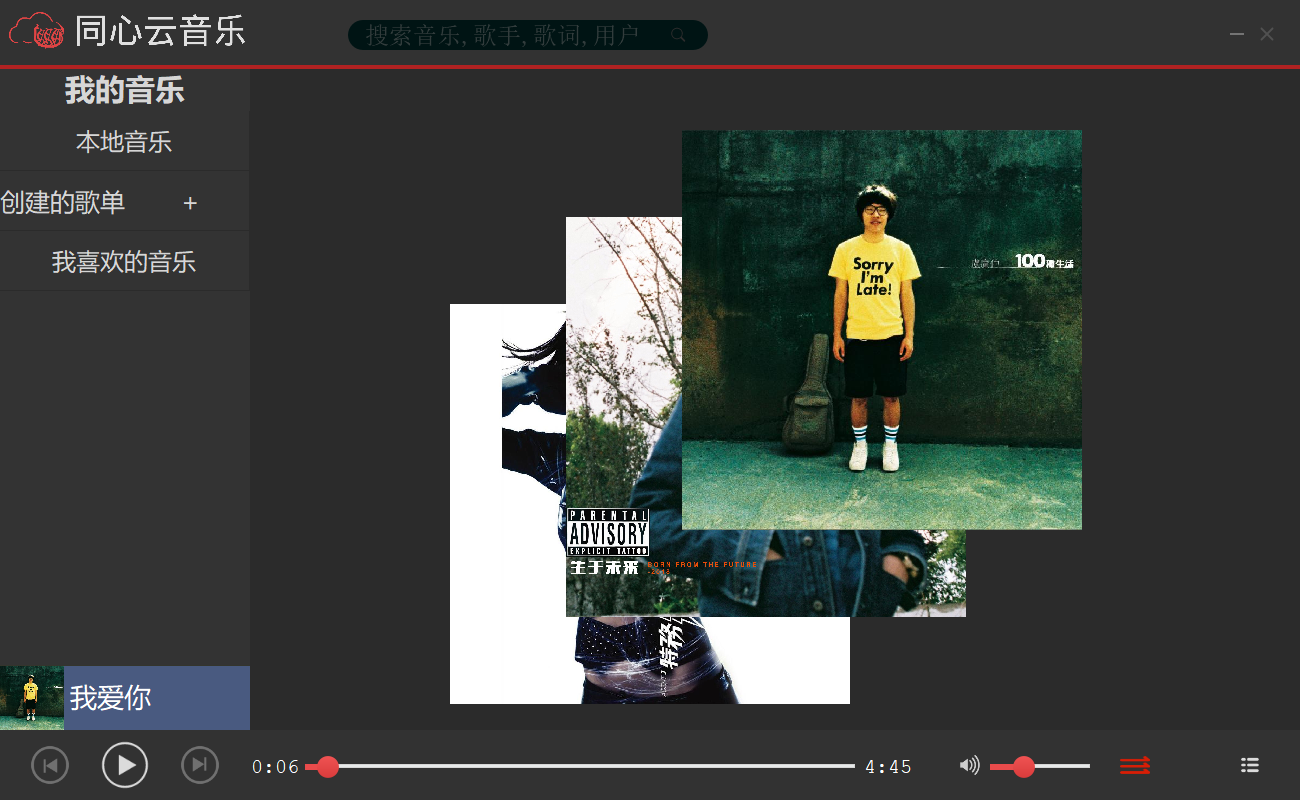 同心云音乐
搜索音乐, 歌手, 歌词, 用户
我的音乐
本地音乐
创建的歌单 +
我喜欢的音乐
Sorry
I'm
Late!
100種生活
PARENTAL
ADVISORY
EXPLICIT TATTOO
生于未来
BORN FROM THE FUTURE
特務
我爱你
0:06
4:45